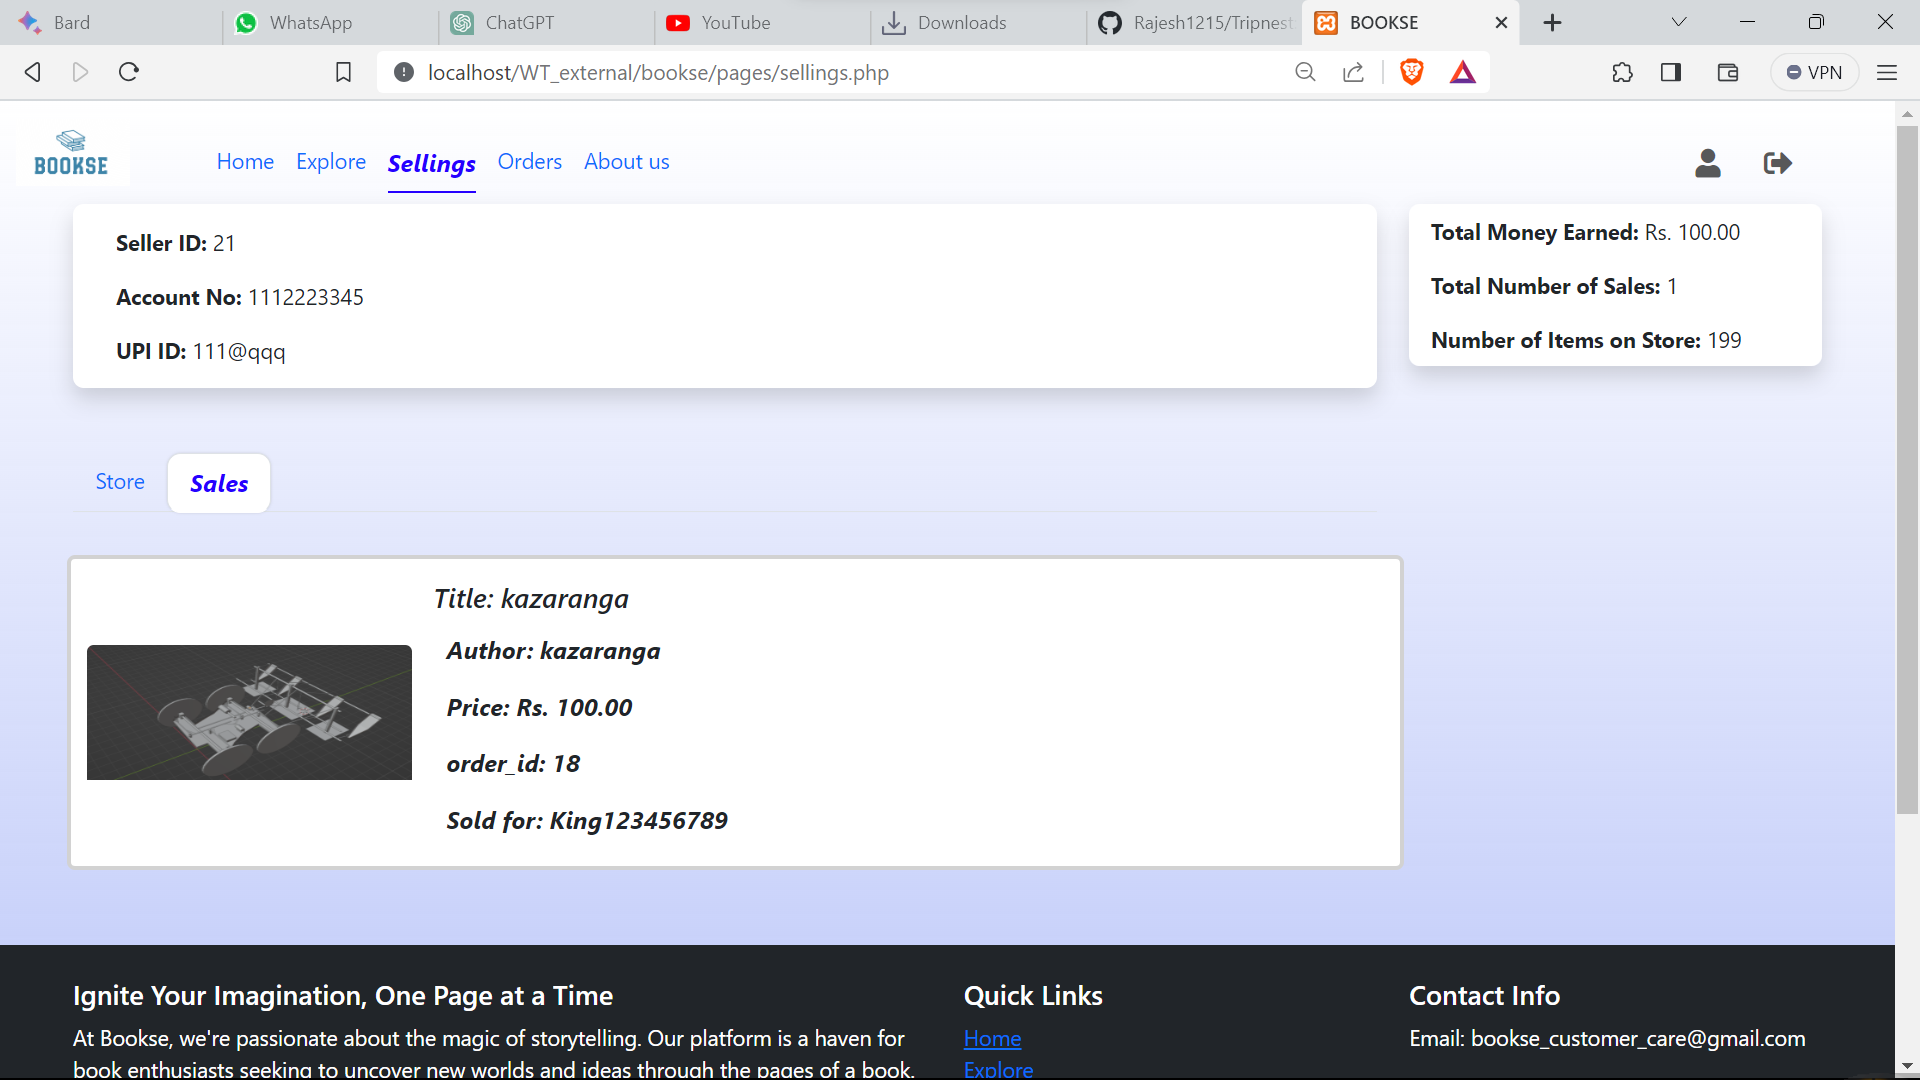 Bard
WhatsApp
ChatGPT
YouTube
Downloads
Rajesh1215/Tripnest
BOOKSE
localhost/WT_external/bookse/pages/sellings.php
VPN
BOOKSE
Home
Explore
Sellings
Orders
About us
Seller ID: 21
Account No: 1112223345
UPI ID: 111@qqq
Total Money Earned: Rs. 100.00
Total Number of Sales: 1
Number of Items on Store: 199
Store
Sales
Title: kazaranga
Author: kazaranga
Price: Rs. 100.00
order_id: 18
Sold for: King123456789
Ignite Your Imagination, One Page at a Time
At Bookse, we're passionate about the magic of storytelling. Our platform is a haven for
book enthusiasts seeking to uncover new worlds and ideas through the pages of a book.
Quick Links
Home
Explore
Contact Info
Email: bookse_customer_care@gmail.com